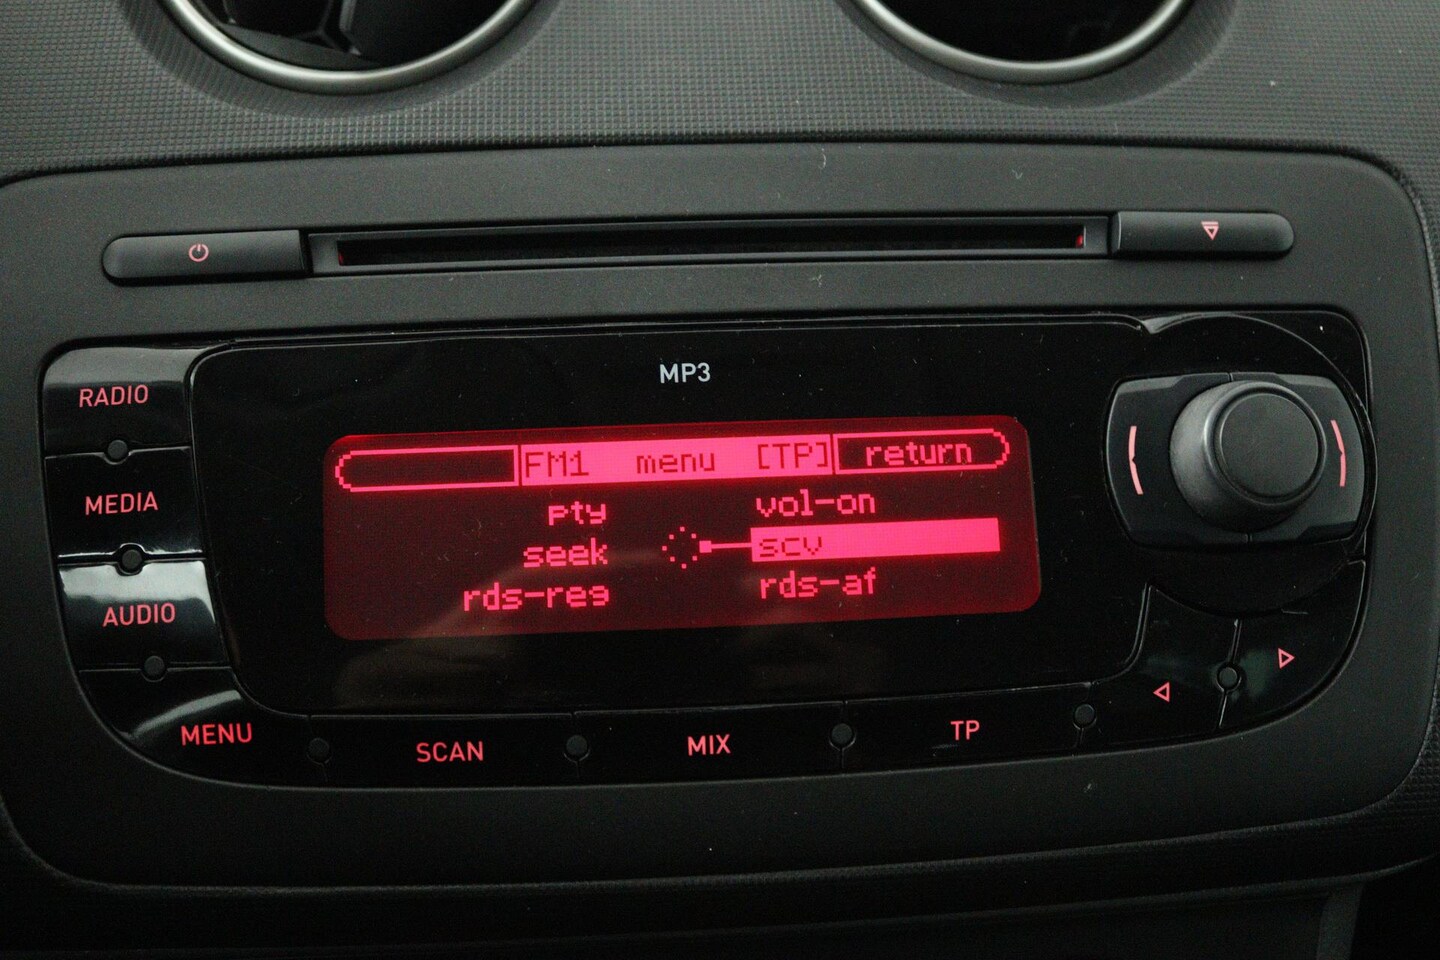 MP3
RADIO
MEDIA
AUDIO
MENU
FM1 menu [TP] return
pty vol-on
seek scv
rds-reg rds-af
SCAN MIX TP